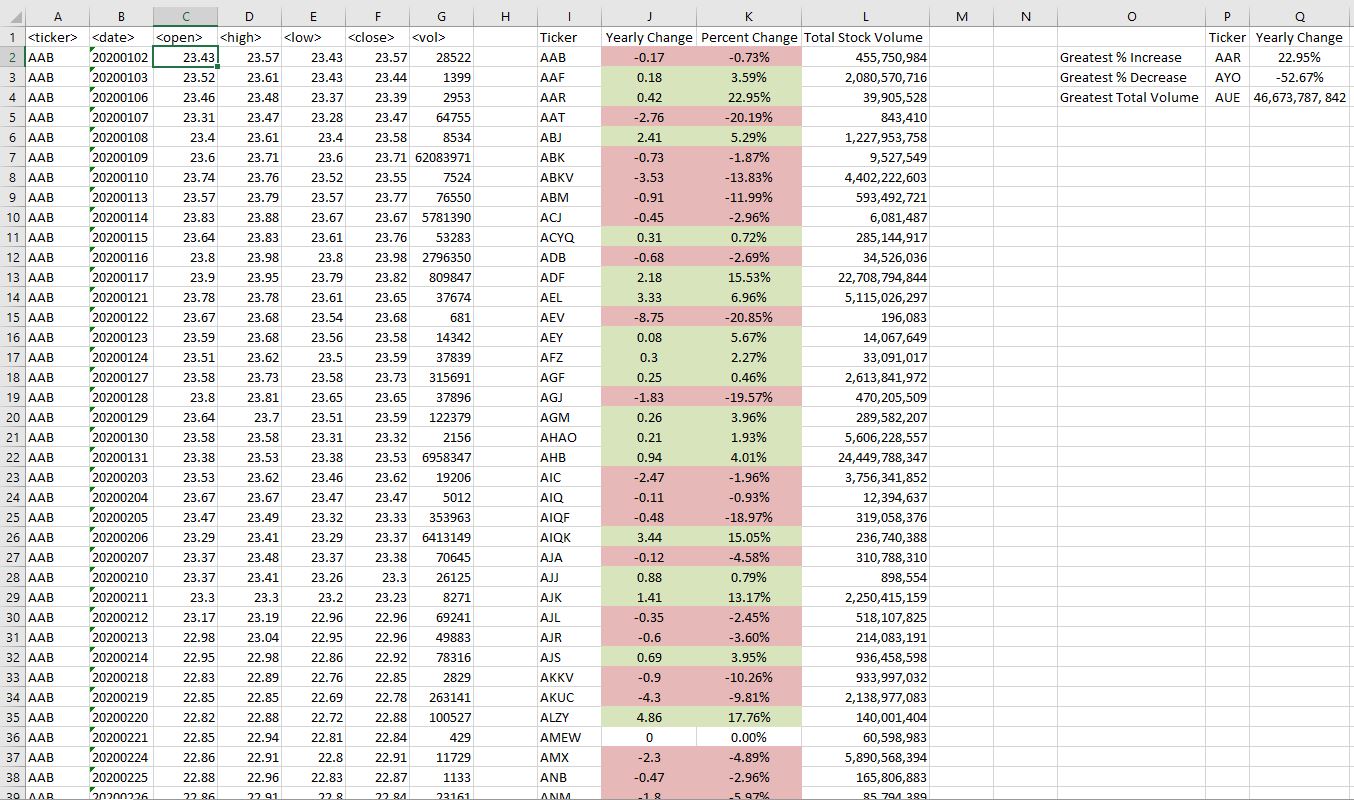 A B C D E F G H I J K L M N O P Q
1 <ticker> <date> <open> <high> <low> <close> <vol> Ticker Yearly Change Percent Change Total Stock Volume Ticker Yearly Change
2 AAB 20200102 23.43 23.57 23.43 23.57 28522 AAB -0.17 -0.73% 455,750,984 Greatest % Increase AAR 22.95%
3 AAB 20200103 23.52 23.61 23.43 23.44 1399 AAF 0.18 3.59% 2,080,570,716 Greatest % Decrease AYO -52.67%
4 AAB 20200106 23.46 23.48 23.37 23.39 2953 AAR 0.42 22.95% 39,905,528 Greatest Total Volume AUE 46,673,787, 842
5 AAB 20200107 23.31 23.47 23.28 23.47 64755 AAT -2.76 -20.19% 843,410
6 AAB 20200108 23.4 23.61 23.4 23.58 8534 ABJ 2.41 5.29% 1,227,953,758
7 AAB 20200109 23.6 23.71 23.6 23.71 62083971 ABK -0.73 -1.87% 9,527,549
8 AAB 20200110 23.74 23.76 23.52 23.55 7524 ABKV -3.53 -13.83% 4,402,222,603
9 AAB 20200113 23.57 23.79 23.57 23.77 76550 ABM -0.91 -11.99% 593,492,721
10 AAB 20200114 23.83 23.88 23.67 23.67 5781390 ACJ -0.45 -2.96% 6,081,487
11 AAB 20200115 23.64 23.83 23.61 23.76 53283 ACYQ 0.31 0.72% 285,144,917
12 AAB 20200116 23.8 23.98 23.8 23.98 2796350 ADB -0.68 -2.69% 34,526,036
13 AAB 20200117 23.9 23.95 23.79 23.82 809847 ADF 2.18 15.53% 22,708,794,844
14 AAB 20200121 23.78 23.78 23.61 23.65 37674 AEL 3.33 6.96% 5,115,026,297
15 AAB 20200122 23.67 23.68 23.54 23.68 681 AEV -8.75 -20.85% 196,083
16 AAB 20200123 23.59 23.68 23.56 23.58 14342 AEY 0.08 5.67% 14,067,649
17 AAB 20200124 23.51 23.62 23.5 23.59 37839 AFZ 0.3 2.27% 33,091,017
18 AAB 20200127 23.58 23.73 23.58 23.73 315691 AGF 0.25 0.46% 2,613,841,972
19 AAB 20200128 23.8 23.81 23.65 23.65 37896 AGJ -1.83 -19.57% 470,205,509
20 AAB 20200129 23.64 23.7 23.51 23.59 122379 AGM 0.26 3.96% 289,582,207
21 AAB 20200130 23.58 23.58 23.31 23.32 2156 AHAO 0.21 1.93% 5,606,228,557
22 AAB 20200131 23.38 23.53 23.38 23.53 6958347 AHB 0.94 4.01% 24,449,788,347
23 AAB 20200203 23.53 23.62 23.46 23.62 19206 AIC -2.47 -1.96% 3,756,341,852
24 AAB 20200204 23.67 23.67 23.47 23.47 5012 AIQ -0.11 -0.93% 12,394,637
25 AAB 20200205 23.47 23.49 23.32 23.33 353963 AIQF -0.48 -18.97% 319,058,376
26 AAB 20200206 23.29 23.41 23.29 23.37 6413149 AIQK 3.44 15.05% 236,740,388
27 AAB 20200207 23.37 23.48 23.37 23.38 70645 AJA -0.12 -4.58% 310,788,310
28 AAB 20200210 23.37 23.41 23.26 23.3 26125 AJJ 0.88 0.79% 898,554
29 AAB 20200211 23.3 23.3 23.2 23.23 8271 AJK 1.41 13.17% 2,250,415,159
30 AAB 20200212 23.17 23.19 22.96 22.96 69241 AJL -0.35 -2.45% 518,107,825
31 AAB 20200213 22.98 23.04 22.95 22.96 49883 AJR -0.6 -3.60% 214,083,191
32 AAB 20200214 22.95 22.98 22.86 22.92 78316 AJS 0.69 3.95% 936,458,598
33 AAB 20200218 22.83 22.89 22.76 22.85 2829 AKKV -0.9 -10.26% 933,997,032
34 AAB 20200219 22.85 22.85 22.69 22.78 263141 AKUC -4.3 -9.81% 2,138,977,083
35 AAB 20200220 22.82 22.88 22.72 22.88 100527 ALZY 4.86 17.76% 140,001,404
36 AAB 20200221 22.85 22.94 22.81 22.84 429 AMEW 0 0.00% 60,598,983
37 AAB 20200224 22.86 22.91 22.8 22.91 11729 AMX -2.3 -4.89% 5,890,568,394
38 AAB 20200225 22.88 22.96 22.83 22.87 1133 ANB -0.47 -2.96% 165,806,883
39 AAB 20200226 22.86 22.91 22.8 22.84 23161 ANM -1.8 -5.97% 85,794,389